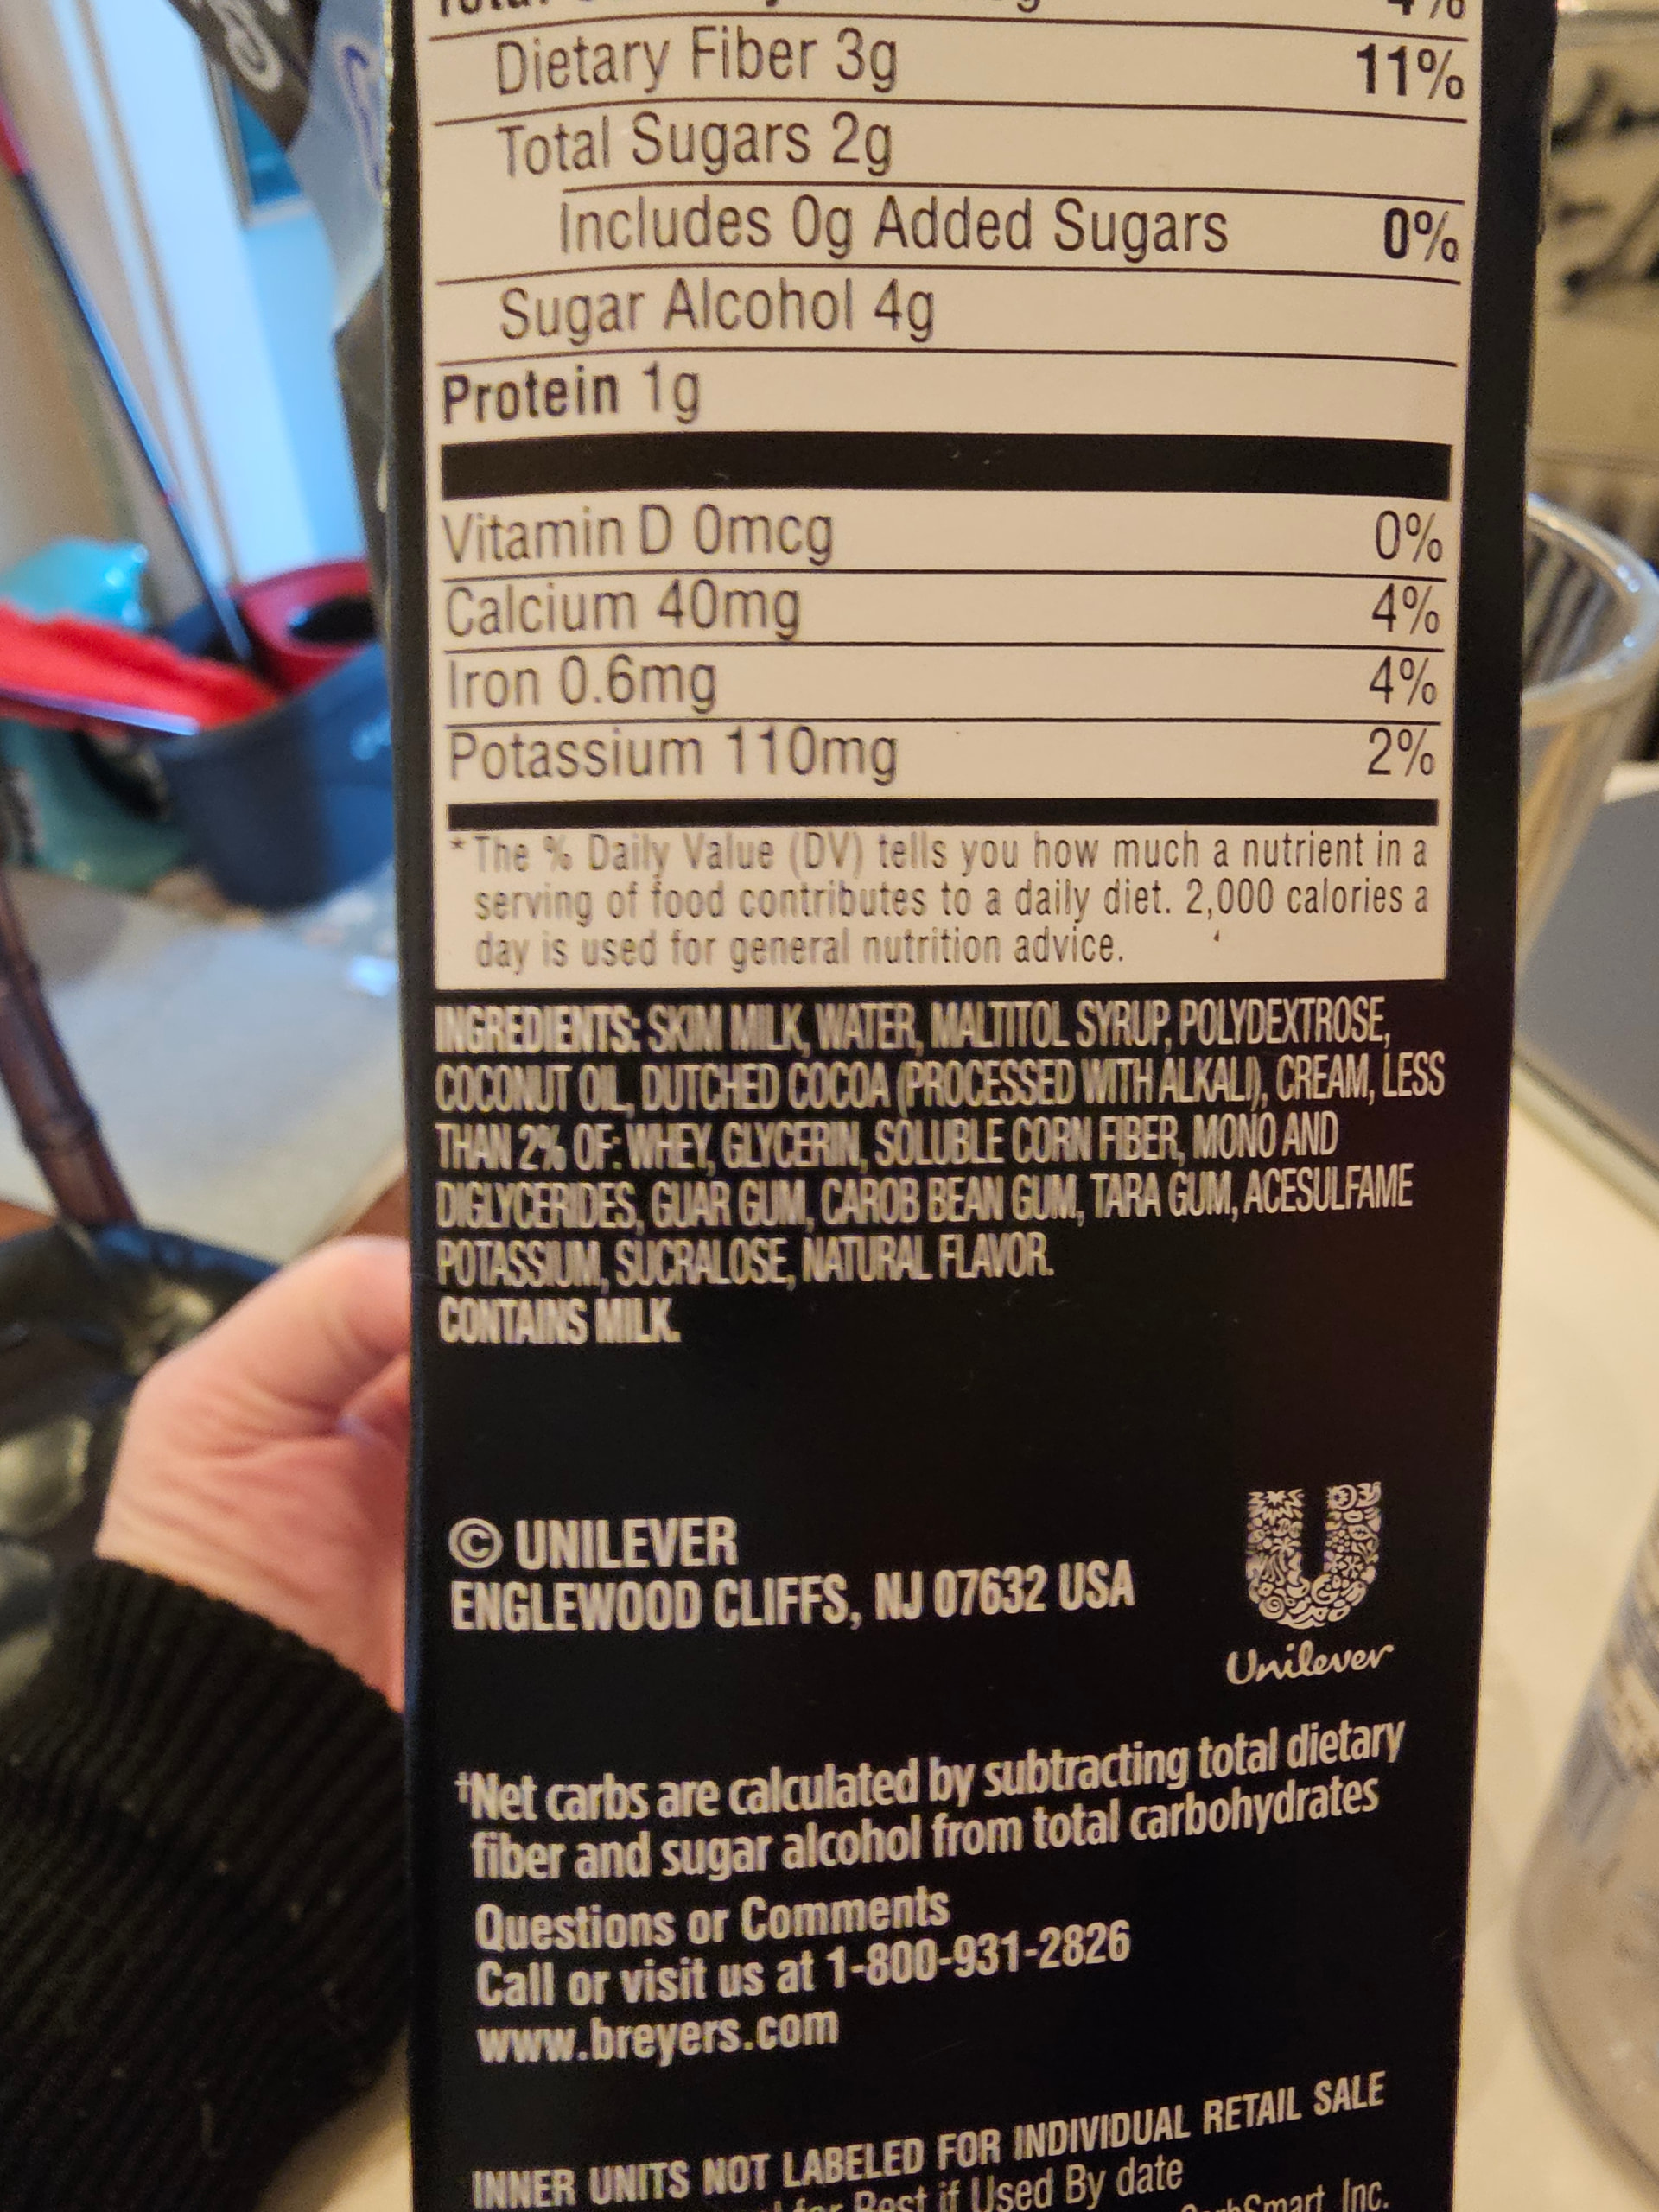 Dietary Fiber 3g 11%
Total Sugars 2g
Includes 0g Added Sugars 0%
Sugar Alcohol 4g
Protein 1g
Vitamin D 0mcg 0%
Calcium 40mg 4%
Iron 0.6mg 4%
Potassium 110mg 2%
*The % Daily Value (DV) tells you how much a nutrient in a
serving of food contributes to a daily diet. 2,000 calories a
day is used for general nutrition advice.
INGREDIENTS: SKIM MILK, WATER, MALTITOL SYRUP, POLYDEXTROSE,
COCONUT OIL, DUTCHED COCOA (PROCESSED WITH ALKALI), CREAM, LESS
THAN 2% OF: WHEY, GLYCERIN, SOLUBLE CORN FIBER, MONO AND
DIGLYCERIDES, GUAR GUM, CAROB BEAN GUM, TARA GUM, ACESULFAME
POTASSIUM, SUCRALOSE, NATURAL FLAVOR.
CONTAINS MILK.
© UNILEVER
ENGLEWOOD CLIFFS, NJ 07632 USA
Unilever
†Net carbs are calculated by subtracting total dietary
fiber and sugar alcohol from total carbohydrates
Questions or Comments
Call or visit us at 1-800-931-2826
www.breyers.com
INNER UNITS NOT LABELED FOR INDIVIDUAL RETAIL SALE
for Best if Used By date
Inc.